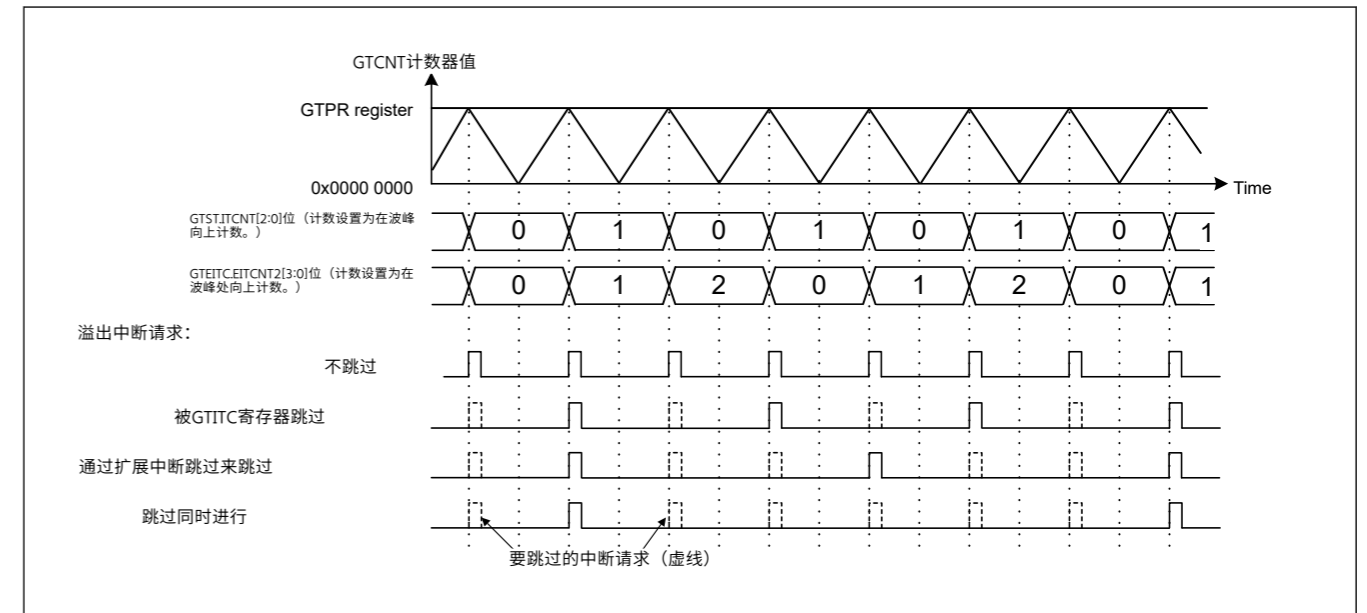 GTCNT计数器值
GTPR register
0x0000 0000
Time
GTST.ITCNT[2:0]位（计数设置为在波峰
向上计数。）
0 1 0 1 0 1 0 1
GTEITC.EITCNT2[3:0]位（计数设置为在
波峰处向上计数。）
0 1 2 0 1 2 0 1
溢出中断请求：
不跳过
被GTITC寄存器跳过
通过扩展中断跳过来跳过
跳过同时进行
要跳过的中断请求（虚线）